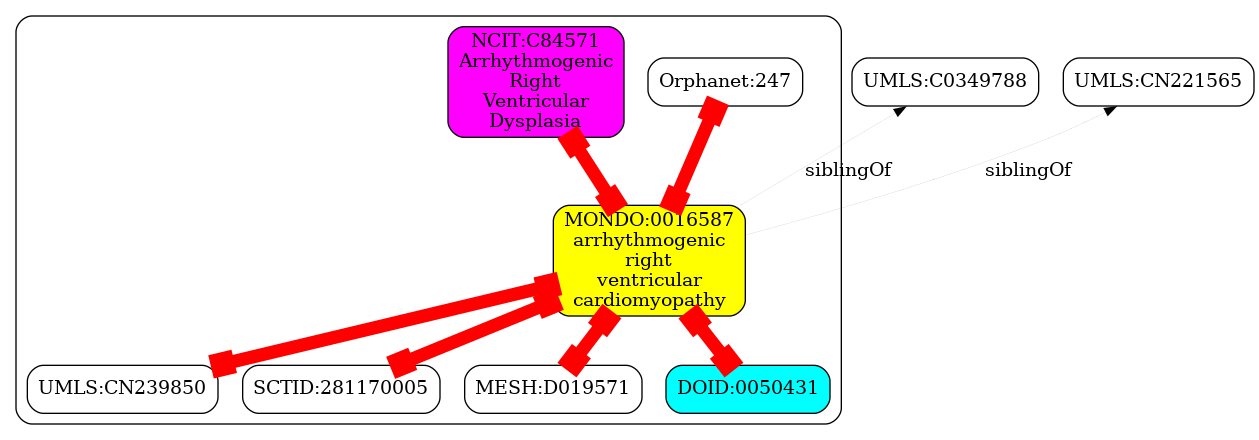 NCIT:C84571
Arrhythmogenic
Right
Ventricular
Dysplasia
Orphanet:247
UMLS:C0349788
UMLS:CN221565
siblingOf
siblingOf
MONDO:0016587
arrhythmogenic
right
ventricular
cardiomyopathy
UMLS:CN239850
SCTID:281170005
MESH:D019571
DOID:0050431